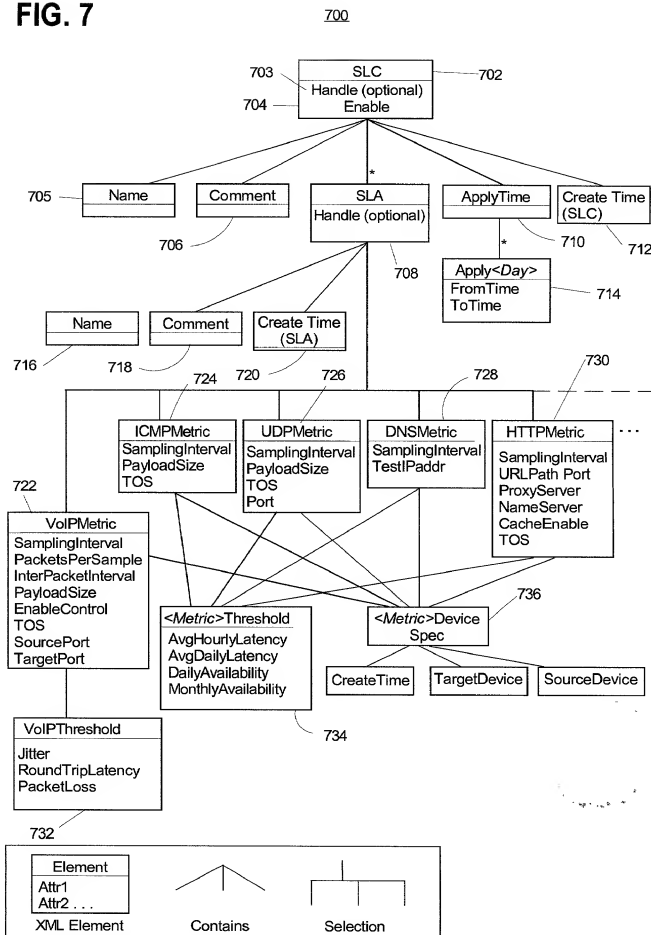 FIG. 7
700
703
SLC
702
Handle (optional)
704
Enable
*
705
Name
Comment
SLA
Handle (optional)
ApplyTime
Create Time
(SLC)
706
708
710
712
*
Apply<Day>
FromTime
ToTime
714
Name
Comment
Create Time
(SLA)
716
718
720
724
726
728
730
ICMPMetric
SamplingInterval
PayloadSize
TOS
UDPMetric
SamplingInterval
PayloadSize
TOS
Port
DNSMetric
SamplingInterval
TestIPaddr
HTTPMetric
SamplingInterval
URLPath Port
ProxyServer
NameServer
CacheEnable
TOS
...
722
VoIPMetric
SamplingInterval
PacketsPerSample
InterPacketInterval
PayloadSize
EnableControl
TOS
SourcePort
TargetPort
<Metric>Threshold
AvgHourlyLatency
AvgDailyLatency
DailyAvailability
MonthlyAvailability
734
<Metric>Device
Spec
736
CreateTime
TargetDevice
SourceDevice
VoIPThreshold
Jitter
RoundTripLatency
PacketLoss
732
Element
Attr1
Attr2 . . .
XML Element
Contains
Selection